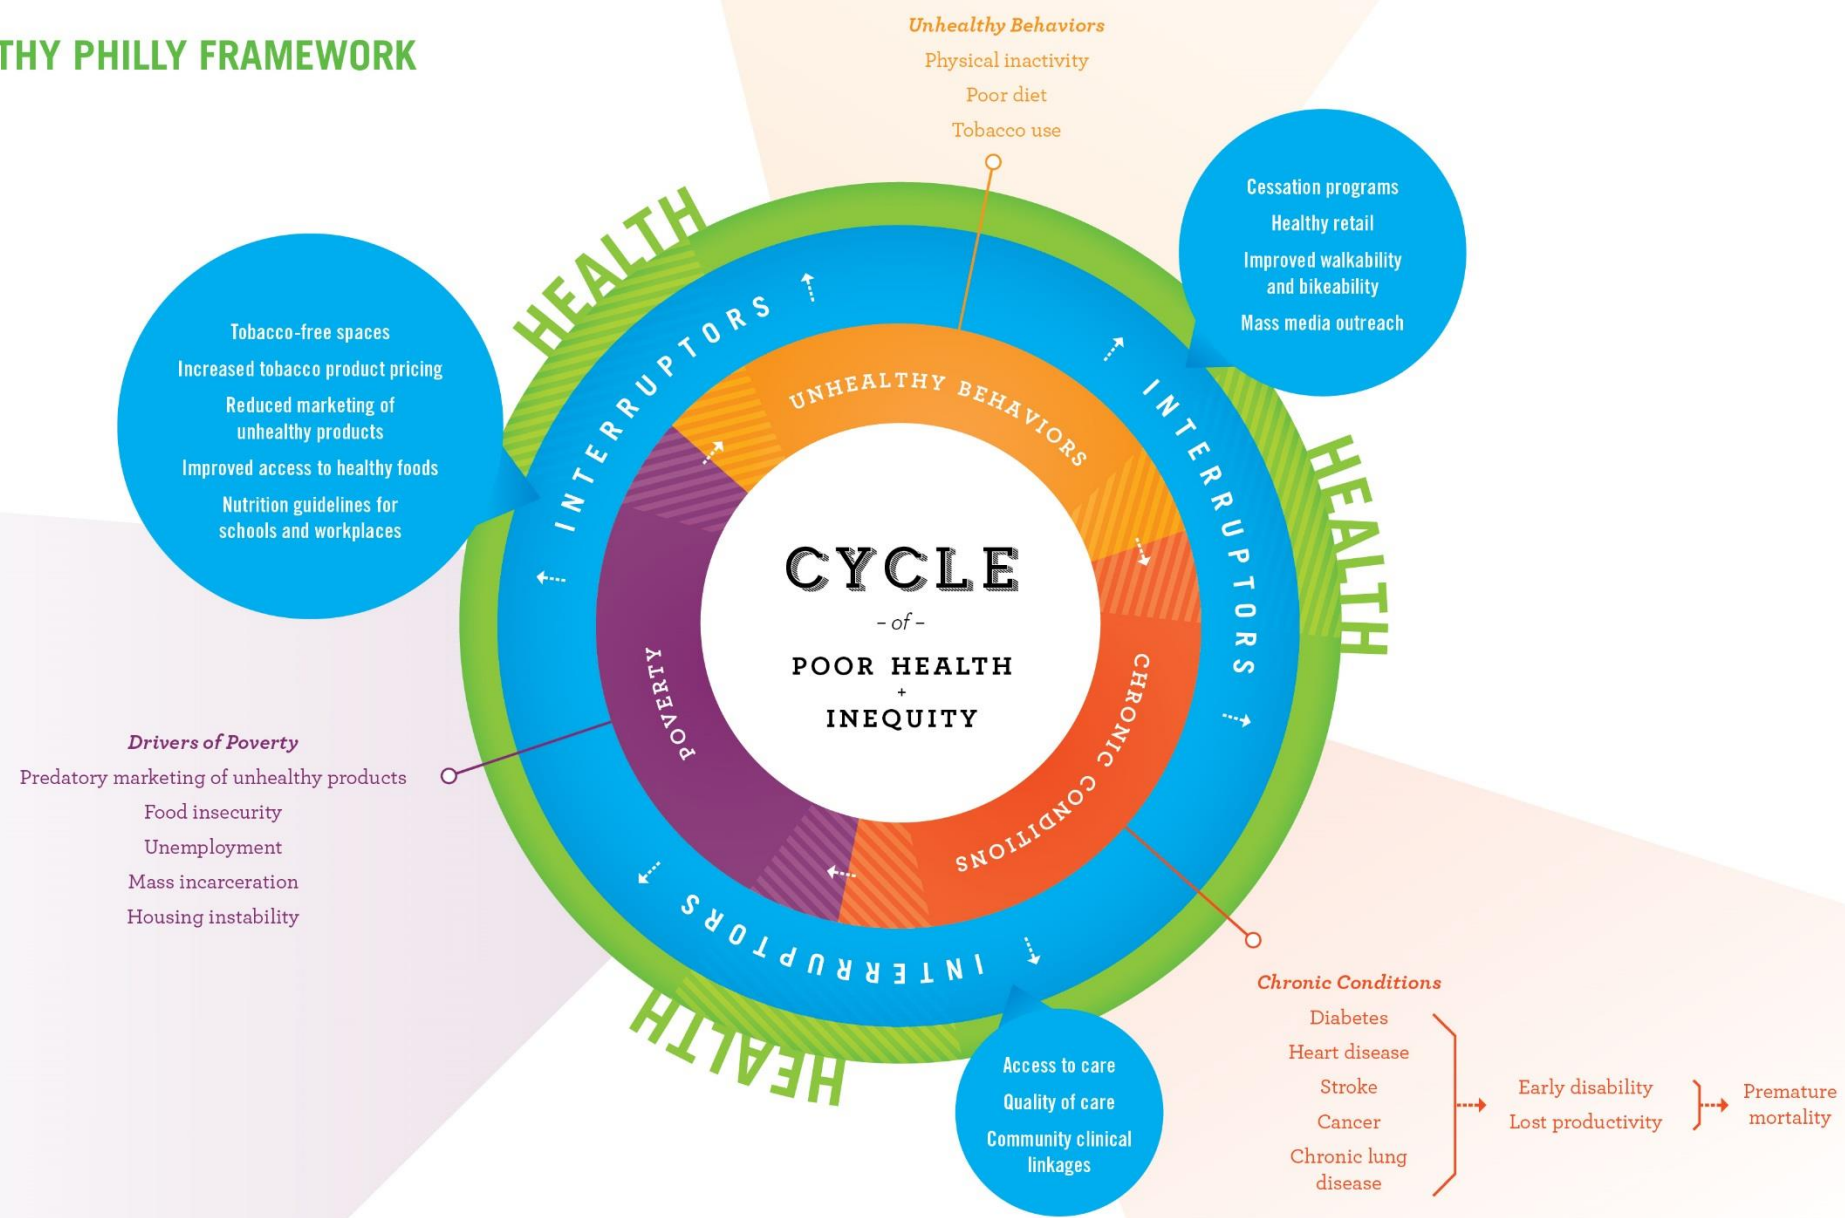 THY PHILLY FRAMEWORK
Unhealthy Behaviors
Physical inactivity
Poor diet
Tobacco use
Cessation programs
Healthy retail
Improved walkability
and bikeability
Mass media outreach
Tobacco-free spaces
Increased tobacco product pricing
Reduced marketing of
unhealthy products
Improved access to healthy foods
Nutrition guidelines for
schools and workplaces
HEALTH
HEALTH
HEALTH
INTERRUPTORS
INTERRUPTORS
INTERRUPTORS
UNHEALTHY BEHAVIORS
CHRONIC CONDITIONS
POVERTY
CYCLE
- of -
POOR HEALTH
+
INEQUITY
Drivers of Poverty
Predatory marketing of unhealthy products
Food insecurity
Unemployment
Mass incarceration
Housing instability
Access to care
Quality of care
Community clinical
linkages
Chronic Conditions
Diabetes
Heart disease
Stroke
Cancer
Chronic lung
disease
Early disability
Lost productivity
Premature
mortality